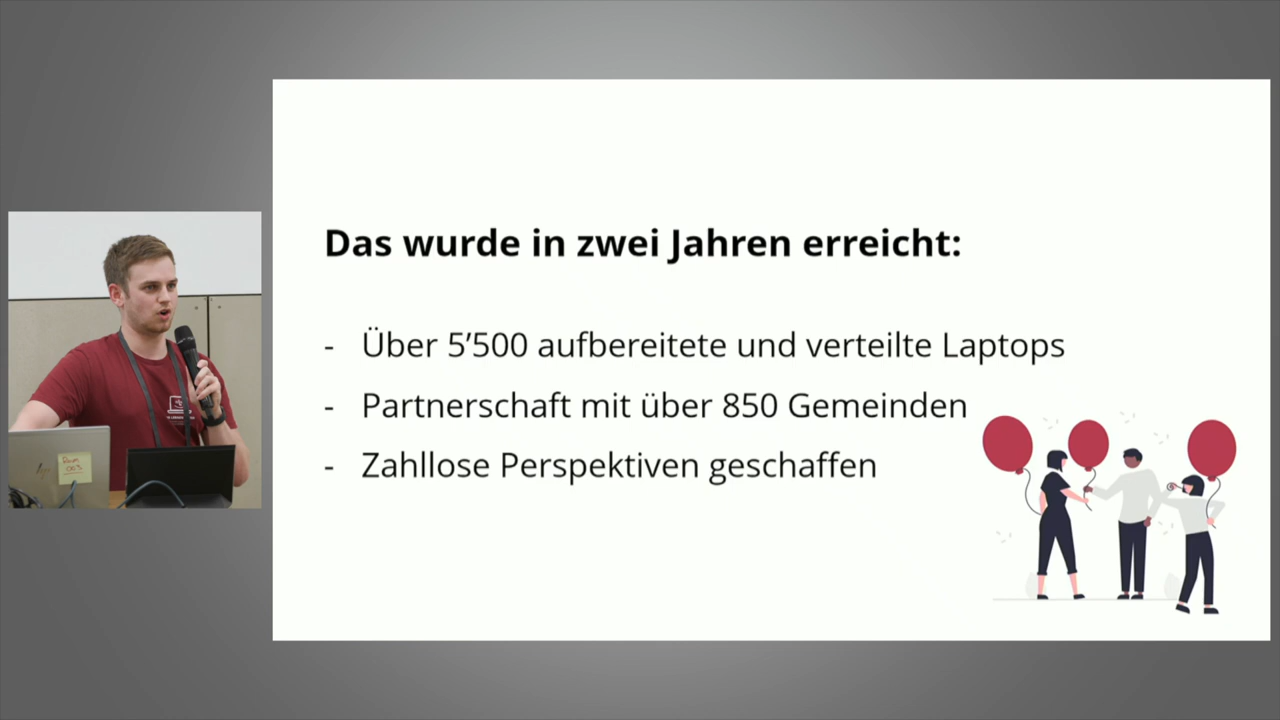 Das wurde in zwei Jahren erreicht:
- Über 5’500 aufbereitete und verteilte Laptops
- Partnerschaft mit über 850 Gemeinden
- Zahllose Perspektiven geschaffen